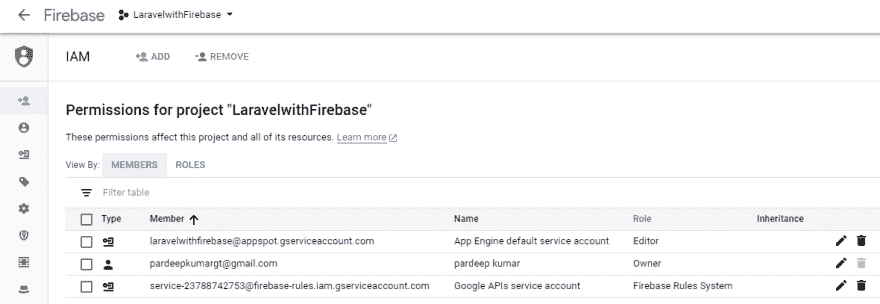 Firebase LaravelwithFirebase
IAM ADD REMOVE
Permissions for project "LaravelwithFirebase"
These permissions affect this project and all of its resources. Learn more
View By: MEMBERS ROLES
Filter table
Type Member Name Role Inheritance
laravelwithfirebase@appspot.gserviceaccount.com App Engine default service account Editor
pardeepkumargt@gmail.com pardeep kumar Owner
service-23788742753@firebase-rules.iam.gserviceaccount.com Google APIs service account Firebase Rules System